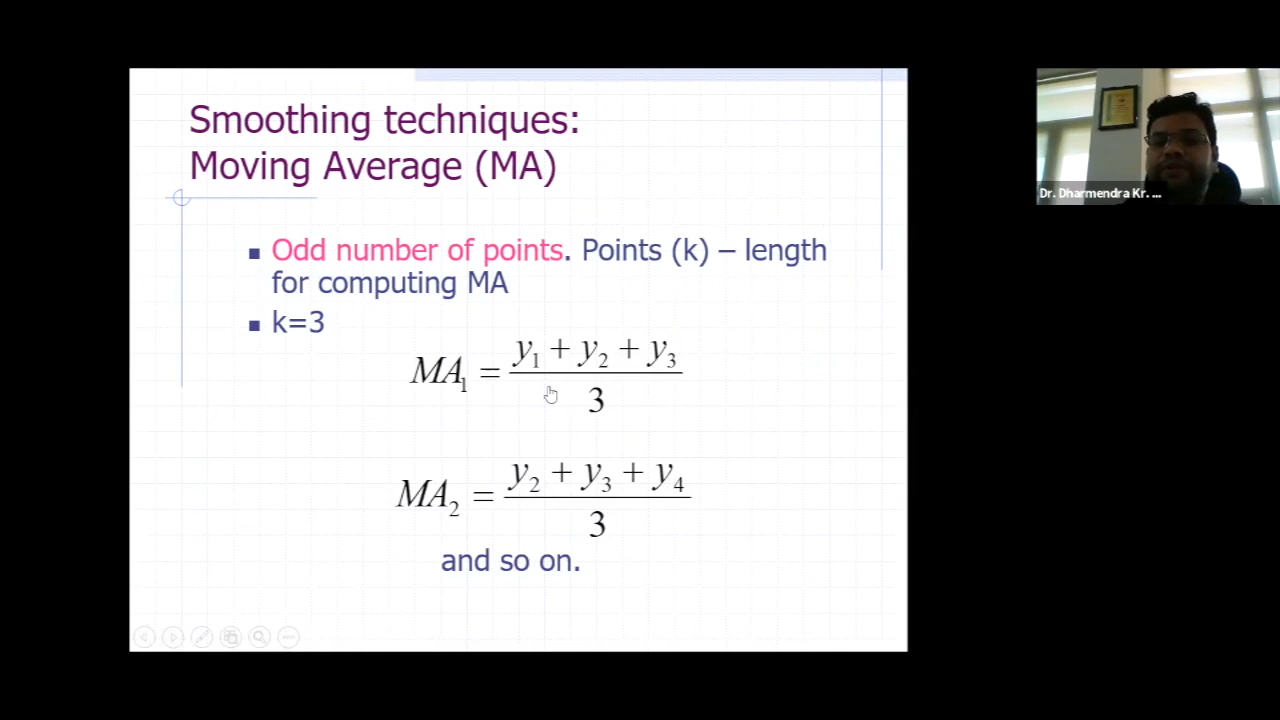 Smoothing techniques:
Moving Average (MA)
Odd number of points. Points (k) – length
for computing MA
k=3
MA₁ = (y₁ + y₂ + y₃) / 3
MA₂ = (y₂ + y₃ + y₄) / 3
and so on.
Dr. Dharmendra Kr. ...